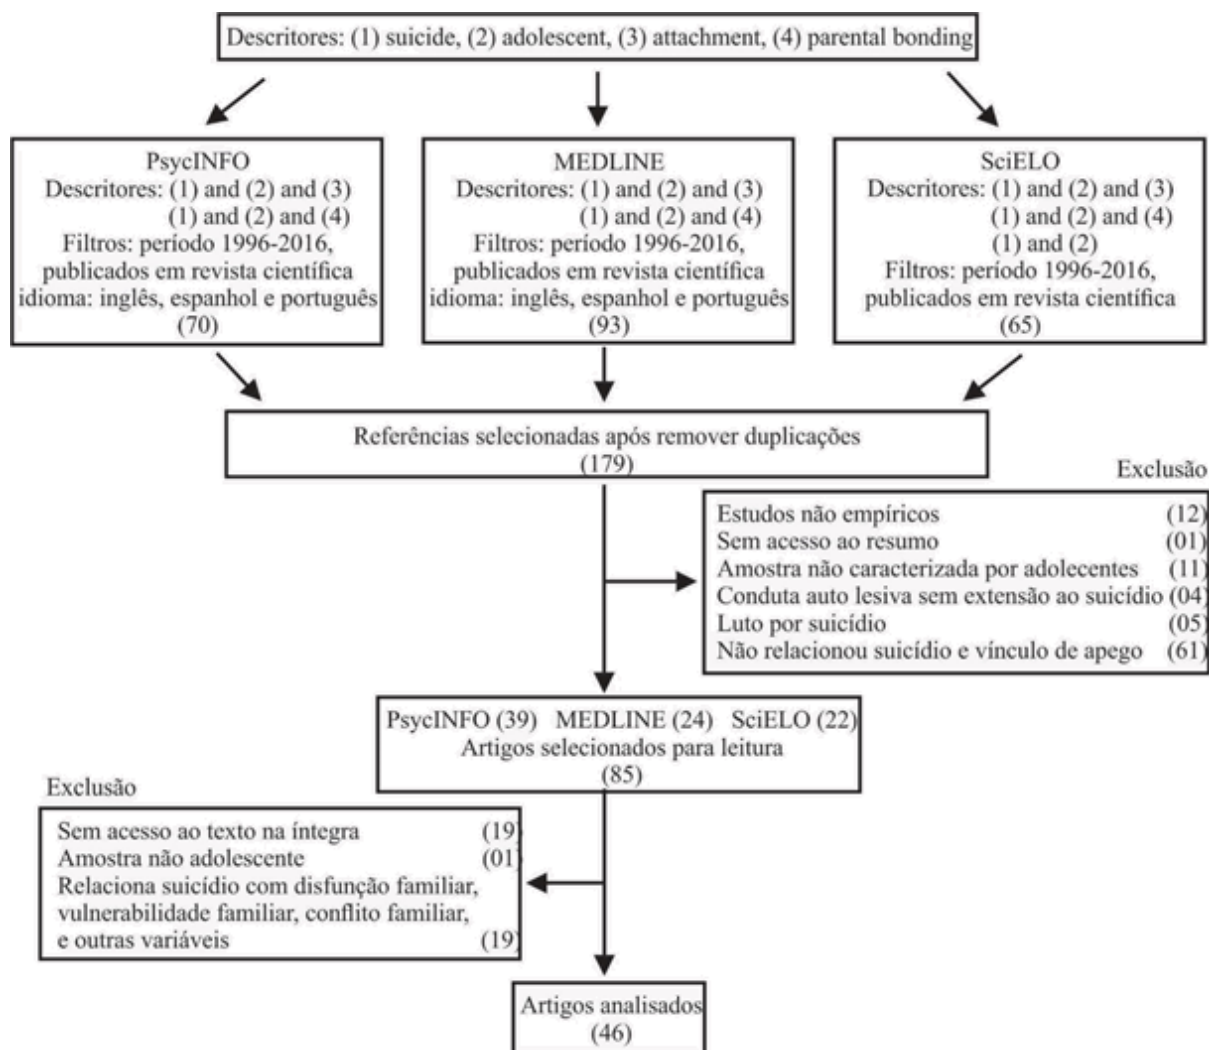 Descritores: (1) suicide, (2) adolescent, (3) attachment, (4) parental bonding
PsycINFO
Descritores: (1) and (2) and (3)
(1) and (2) and (4)
Filtros: período 1996-2016,
publicados em revista científica
idioma: inglês, espanhol e português
(70)
MEDLINE
Descritores: (1) and (2) and (3)
(1) and (2) and (4)
Filtros: período 1996-2016,
publicados em revista científica
idioma: inglês, espanhol e português
(93)
SciELO
Descritores: (1) and (2) and (3)
(1) and (2) and (4)
(1) and (2)
Filtros: período 1996-2016,
publicados em revista científica
(65)
Referências selecionadas após remover duplicações
(179)
Exclusão
Estudos não empíricos (12)
Sem acesso ao resumo (01)
Amostra não caracterizada por adolecentes (11)
Conduta auto lesiva sem extensão ao suicídio (04)
Luto por suicídio (05)
Não relacionou suicídio e vínculo de apego (61)
PsycINFO (39) MEDLINE (24) SciELO (22)
Artigos selecionados para leitura
(85)
Exclusão
Sem acesso ao texto na íntegra (19)
Amostra não adolescente (01)
Relaciona suicídio com disfunção familiar,
vulnerabilidade familiar, conflito familiar,
e outras variáveis (19)
Artigos analisados
(46)